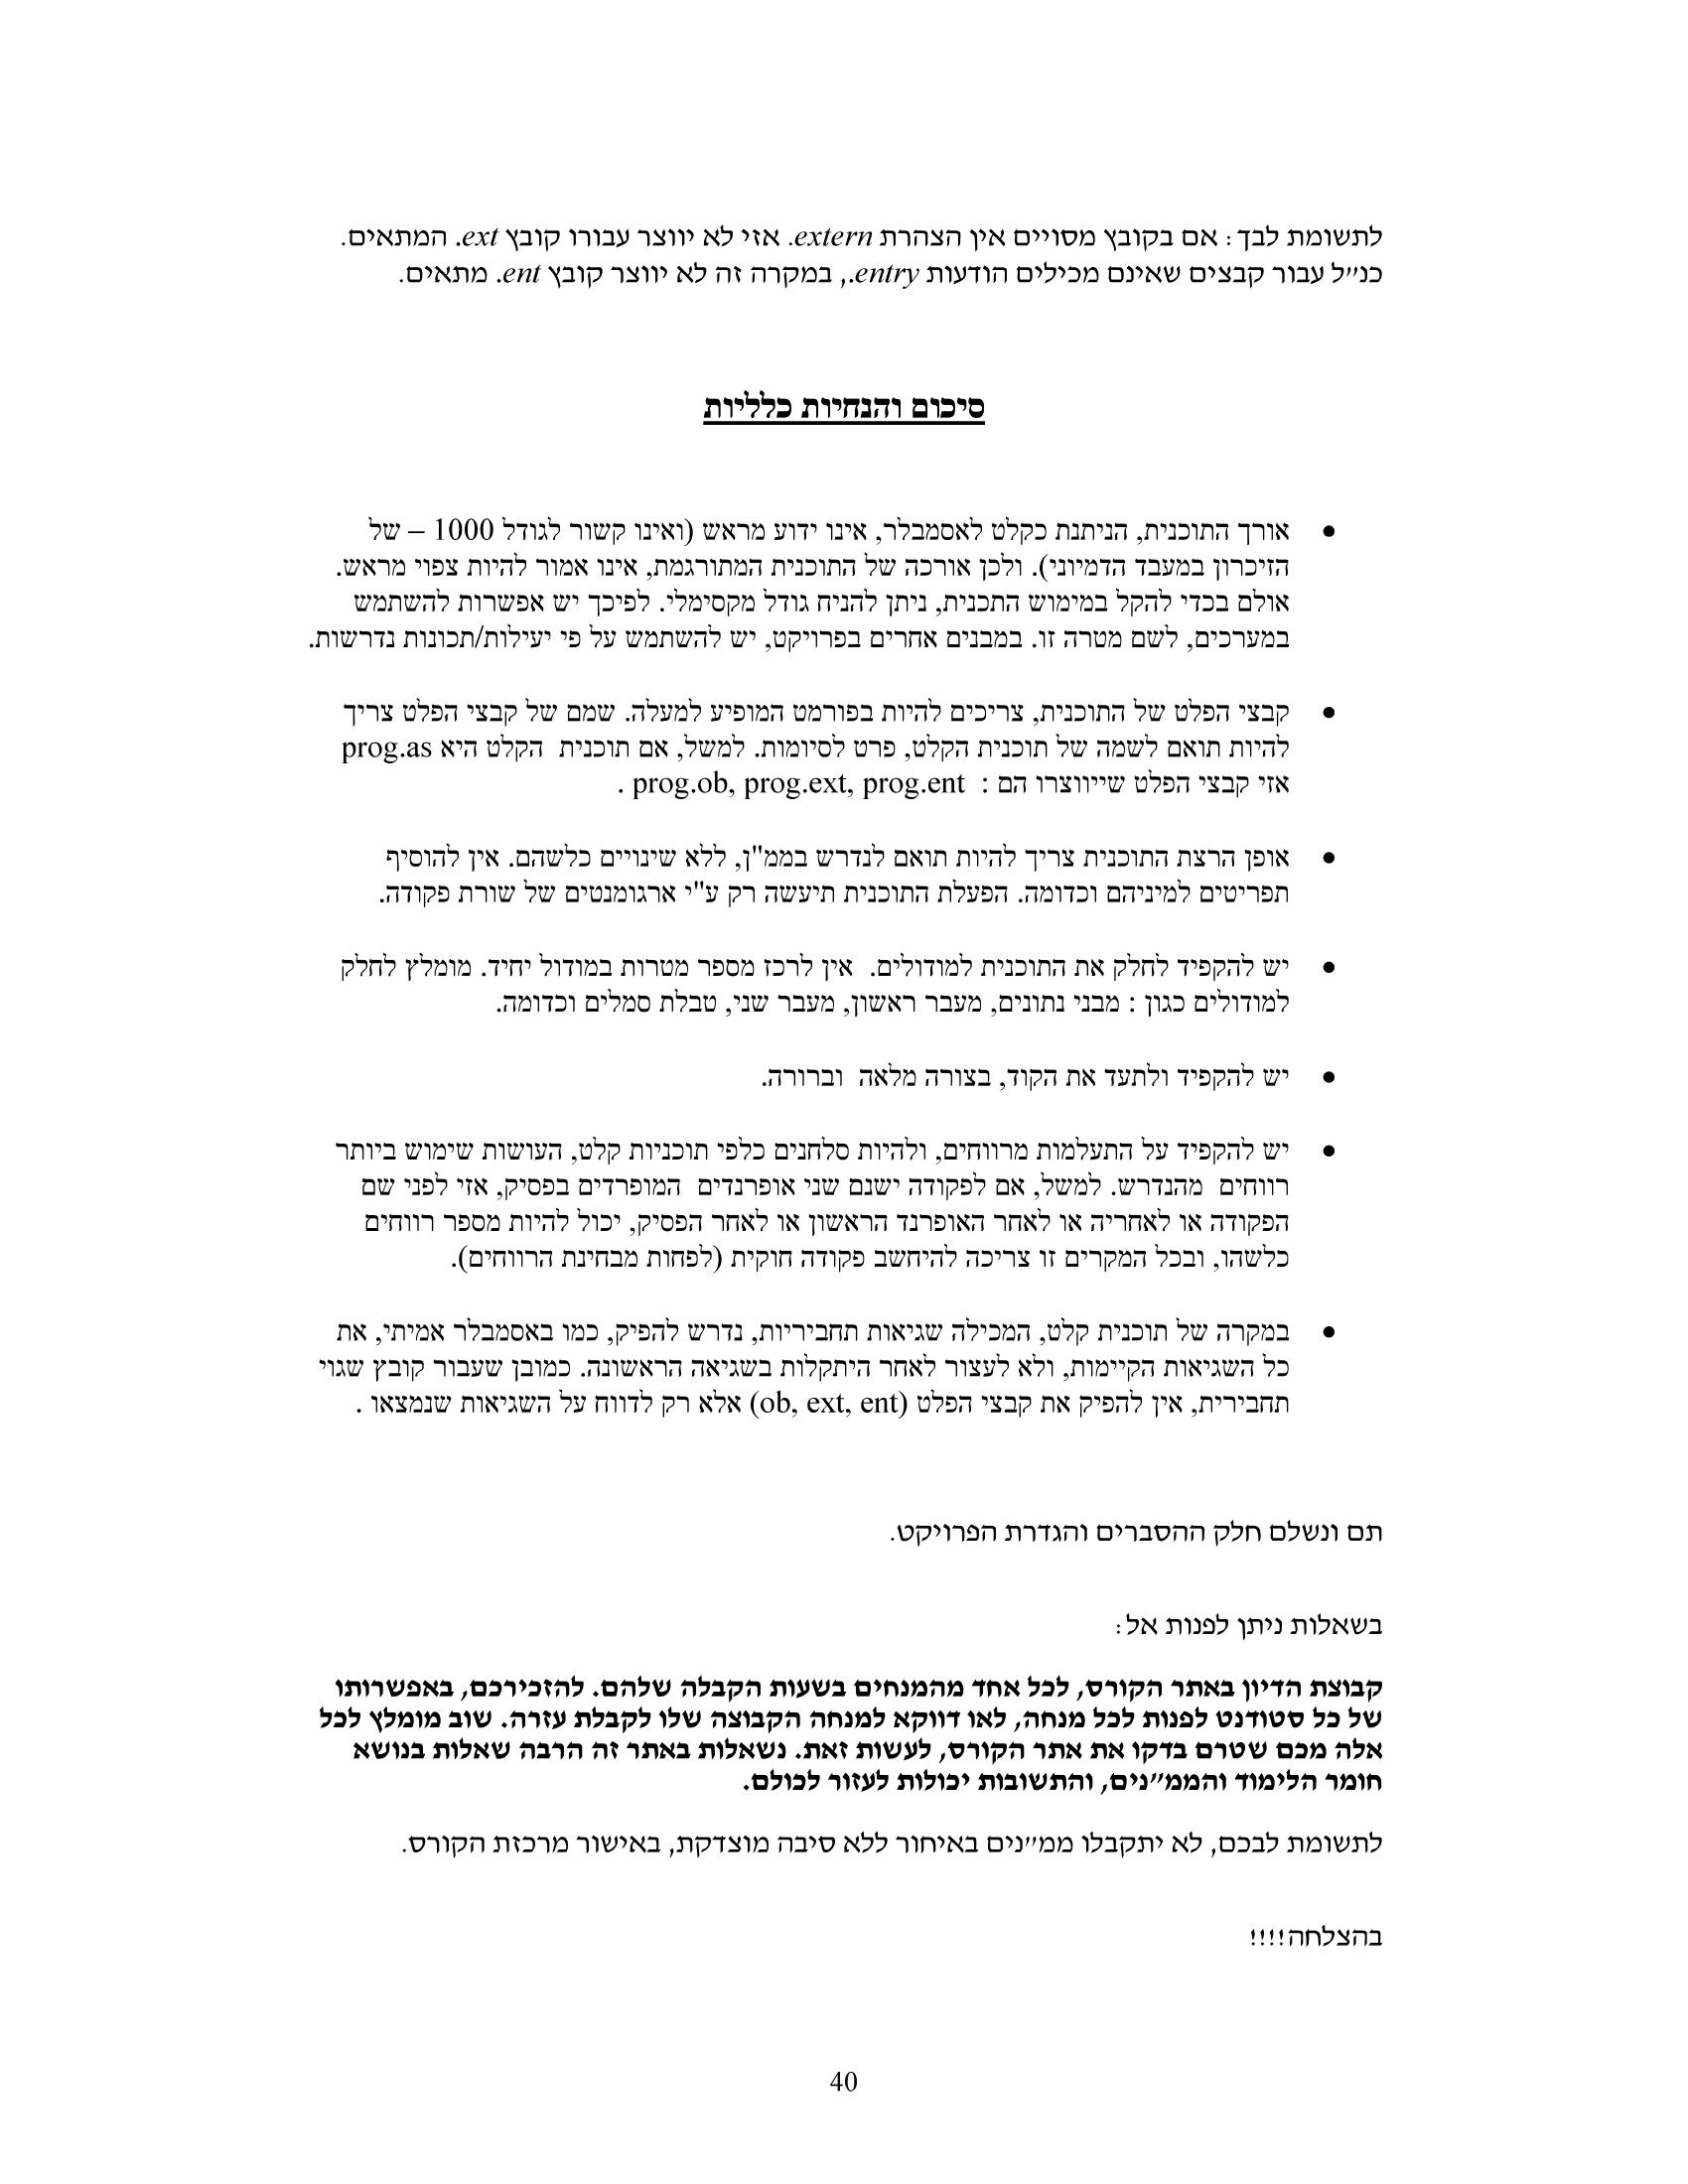 לתשומת לבך: אם בקובץ מסויים אין הצהרת extern. אזי לא יווצר עבורו קובץ ext. המתאים.
כנ״ל עבור קבצים שאינם מכילים הודעות entry., במקרה זה לא יווצר קובץ ent. מתאים.
סיכום והנחיות כלליות
• אורך התוכנית, הניתנת כקלט לאסמבלר, אינו ידוע מראש (ואינו קשור לגודל 1000 – של
הזיכרון במעבד הדמיוני). ולכן אורכה של התוכנית המתורגמת, אינו אמור להיות צפוי מראש.
אולם בכדי להקל במימוש התכנית, ניתן להניח גודל מקסימלי. לפיכך יש אפשרות להשתמש
במערכים, לשם מטרה זו. במבנים אחרים בפרויקט, יש להשתמש על פי יעילות/תכונות נדרשות.
• קבצי הפלט של התוכנית, צריכים להיות בפורמט המופיע למעלה. שמם של קבצי הפלט צריך
להיות תואם לשמה של תוכנית הקלט, פרט לסיומות. למשל, אם תוכנית הקלט היא prog.as
אזי קבצי הפלט שייווצרו הם : prog.ob, prog.ext, prog.ent .
• אופן הרצת התוכנית צריך להיות תואם לנדרש בממ"ן, ללא שינויים כלשהם. אין להוסיף
תפריטים למיניהם וכדומה. הפעלת התוכנית תיעשה רק ע"י ארגומנטים של שורת פקודה.
• יש להקפיד לחלק את התוכנית למודולים. אין לרכז מספר מטרות במודול יחיד. מומלץ לחלק
למודולים כגון : מבני נתונים, מעבר ראשון, מעבר שני, טבלת סמלים וכדומה.
• יש להקפיד ולתעד את הקוד, בצורה מלאה וברורה.
• יש להקפיד על התעלמות מרווחים, ולהיות סלחנים כלפי תוכניות קלט, העושות שימוש ביותר
רווחים מהנדרש. למשל, אם לפקודה ישנם שני אופרנדים המופרדים בפסיק, אזי לפני שם
הפקודה או לאחריה או לאחר האופרנד הראשון או לאחר הפסיק, יכול להיות מספר רווחים
כלשהו, ובכל המקרים זו צריכה להיחשב פקודה חוקית (לפחות מבחינת הרווחים).
• במקרה של תוכנית קלט, המכילה שגיאות תחביריות, נדרש להפיק, כמו באסמבלר אמיתי, את
כל השגיאות הקיימות, ולא לעצור לאחר היתקלות בשגיאה הראשונה. כמובן שעבור קובץ שגוי
תחבירית, אין להפיק את קבצי הפלט (ob, ext, ent) אלא רק לדווח על השגיאות שנמצאו .
תם ונשלם חלק ההסברים והגדרת הפרויקט.
בשאלות ניתן לפנות אל:
קבוצת הדיון באתר הקורס, לכל אחד מהמנחים בשעות הקבלה שלהם. להזכירכם, באפשרותו
של כל סטודנט לפנות לכל מנחה, לאו דווקא למנחה הקבוצה שלו לקבלת עזרה. שוב מומלץ לכל
אלה מכם שטרם בדקו את אתר הקורס, לעשות זאת. נשאלות באתר זה הרבה שאלות בנושא
חומר הלימוד והממ״נים, והתשובות יכולות לעזור לכולם.
לתשומת לבכם, לא יתקבלו ממ״נים באיחור ללא סיבה מוצדקת, באישור מרכזת הקורס.
בהצלחה!!!!
40